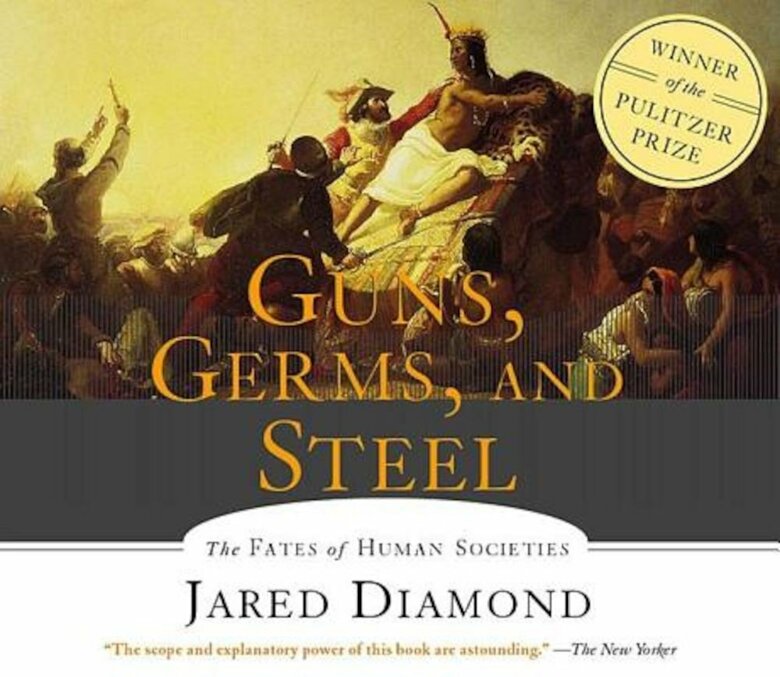 WINNER
of the
PULITZER
PRIZE
GUNS,
GERMS, AND
STEEL
The FATES of HUMAN SOCIETIES
JARED DIAMOND
“The scope and explanatory power of this book are astounding.” —The New Yorker